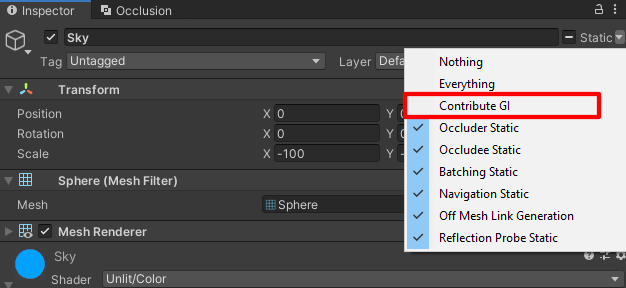 Inspector Occlusion
Sky Static
Tag Untagged Layer Defa
Nothing
Everything
Contribute GI
Occluder Static
Occludee Static
Batching Static
Navigation Static
Off Mesh Link Generation
Reflection Probe Static
Transform
Position X 0 Y 0
Rotation X 0 Y 0
Scale X -100 Y -
Sphere (Mesh Filter)
Mesh Sphere
Mesh Renderer
Sky
Shader Unlit/Color